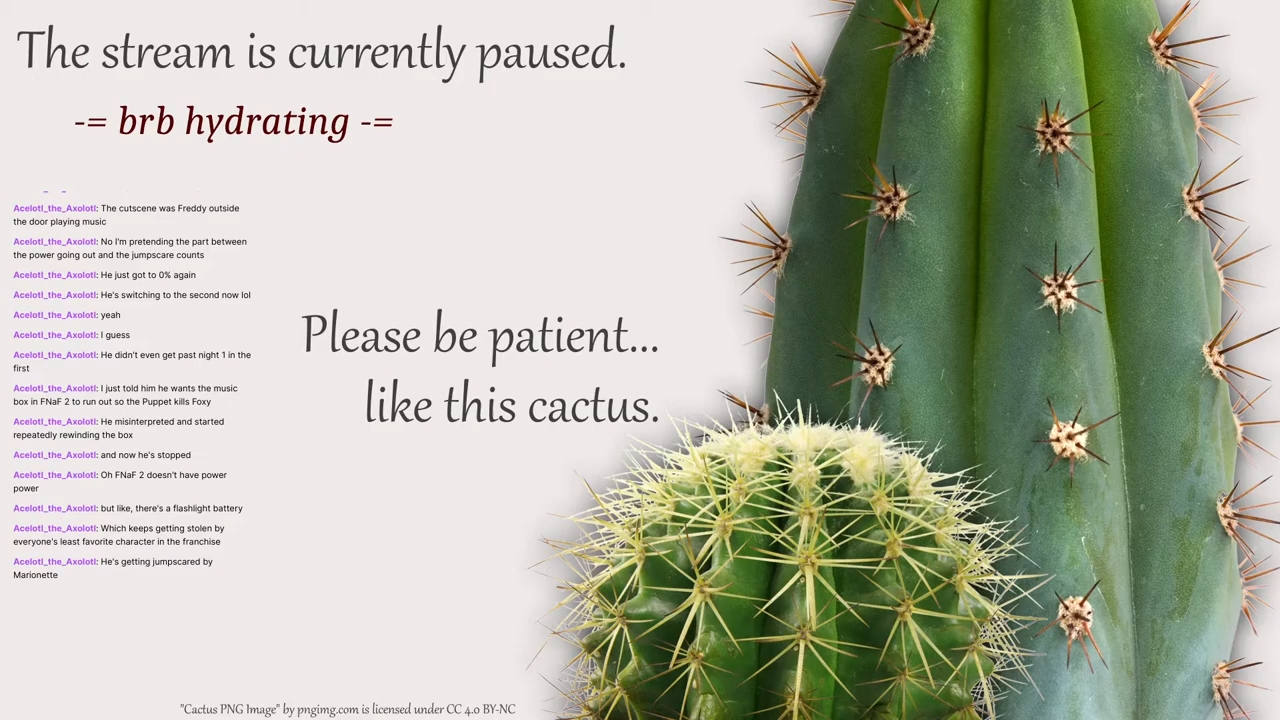 The stream is currently paused.
-= brb hydrating -=
Acelotl_the_Axolotl: The cutscene was Freddy outside
the door playing music
Acelotl_the_Axolotl: No I'm pretending the part between
the power going out and the jumpscare counts
Acelotl_the_Axolotl: He just got to 0% again
Acelotl_the_Axolotl: He's switching to the second now lol
Acelotl_the_Axolotl: yeah
Acelotl_the_Axolotl: I guess
Acelotl_the_Axolotl: He didn't even get past night 1 in the
first
Acelotl_the_Axolotl: I just told him he wants the music
box in FNaF 2 to run out so the Puppet kills Foxy
Acelotl_the_Axolotl: He misinterpreted and started
repeatedly rewinding the box
Acelotl_the_Axolotl: and now he's stopped
Acelotl_the_Axolotl: Oh FNaF 2 doesn't have power
power
Acelotl_the_Axolotl: but like, there's a flashlight battery
Acelotl_the_Axolotl: Which keeps getting stolen by
everyone's least favorite character in the franchise
Acelotl_the_Axolotl: He's getting jumpscared by
Marionette
Please be patient...
like this cactus.
"Cactus PNG Image" by pngimg.com is licensed under CC 4.0 BY-NC